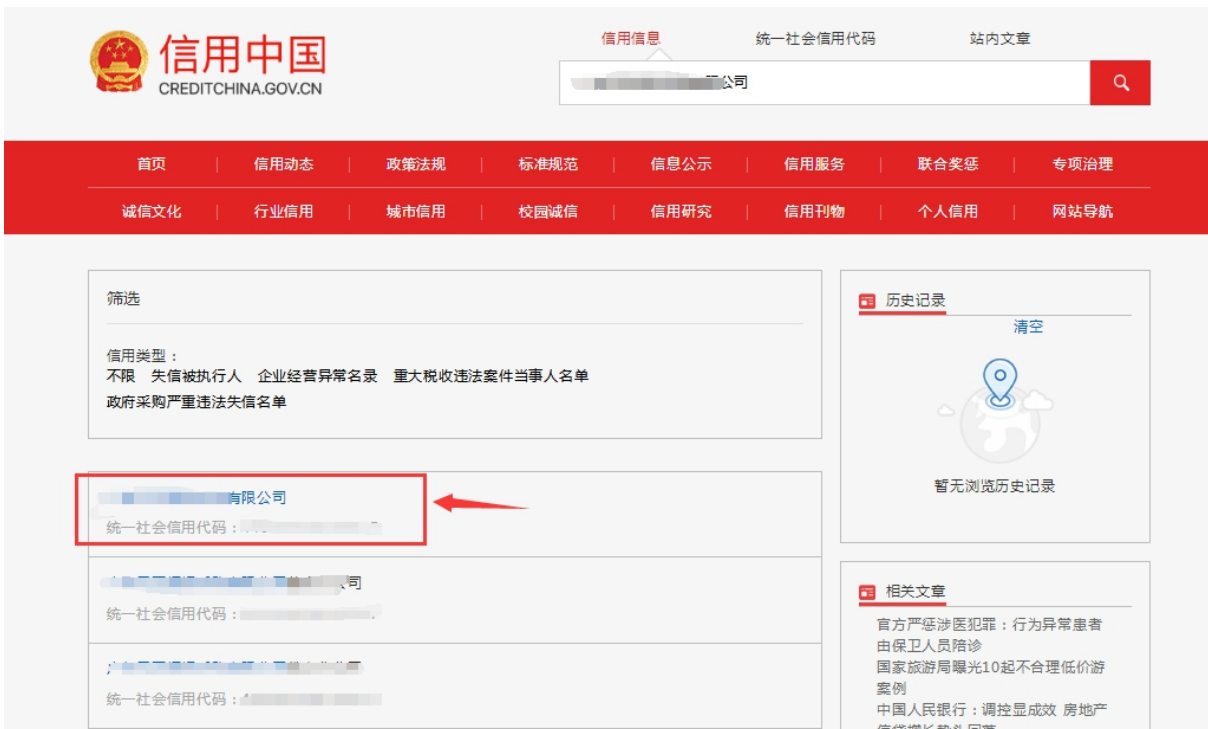 信用中国
CREDITCHINA.GOV.CN
信用信息 统一社会信用代码 站内文章
公司
首页 信用动态 政策法规 标准规范 信息公示 信用服务 联合奖惩 专项治理
诚信文化 行业信用 城市信用 校园诚信 信用研究 信用刊物 个人信用 网站导航
筛选
信用类型：
不限 失信被执行人 企业经营异常名录 重大税收违法案件当事人名单
政府采购严重违法失信名单
有限公司
统一社会信用代码：
司
统一社会信用代码：
统一社会信用代码：
历史记录
清空
暂无浏览历史记录
相关文章
官方严惩涉医犯罪：行为异常患者
由保卫人员陪诊
国家旅游局曝光10起不合理低价游
案例
中国人民银行：调控显成效 房地产